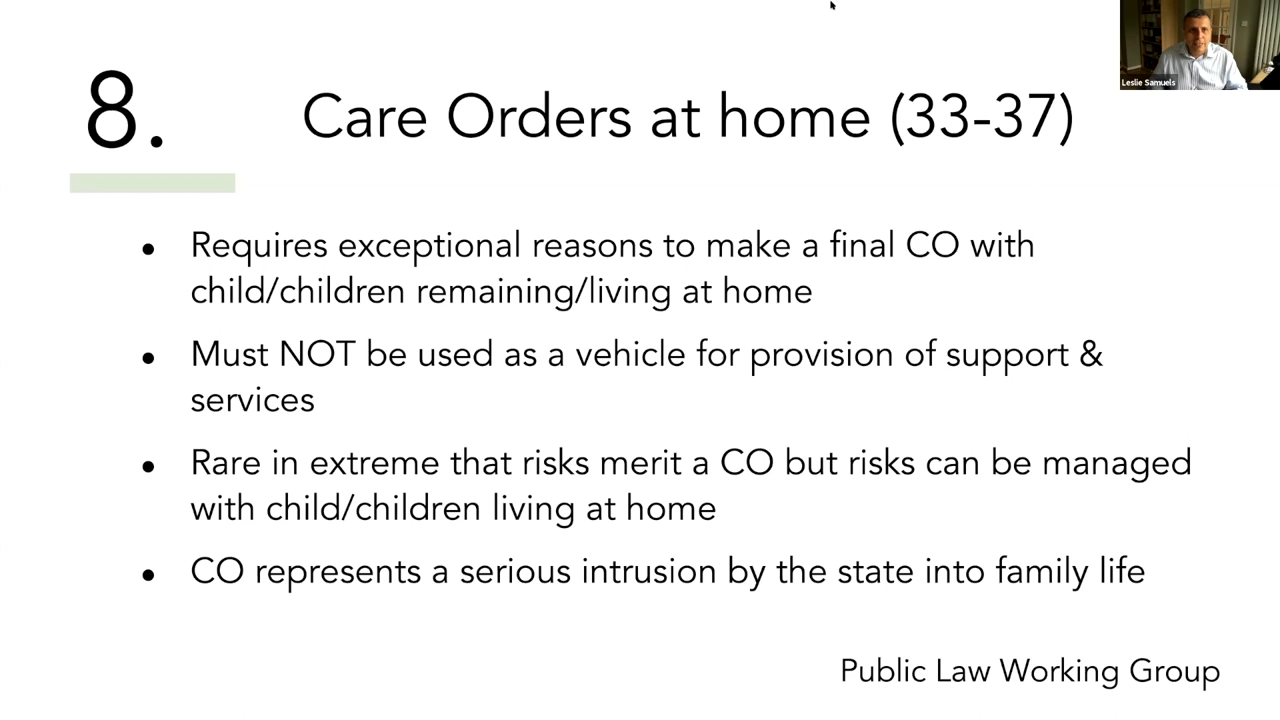 Leslie Samuels
8.
Care Orders at home (33-37)
• Requires exceptional reasons to make a final CO with
child/children remaining/living at home
• Must NOT be used as a vehicle for provision of support &
services
• Rare in extreme that risks merit a CO but risks can be managed
with child/children living at home
• CO represents a serious intrusion by the state into family life
Public Law Working Group